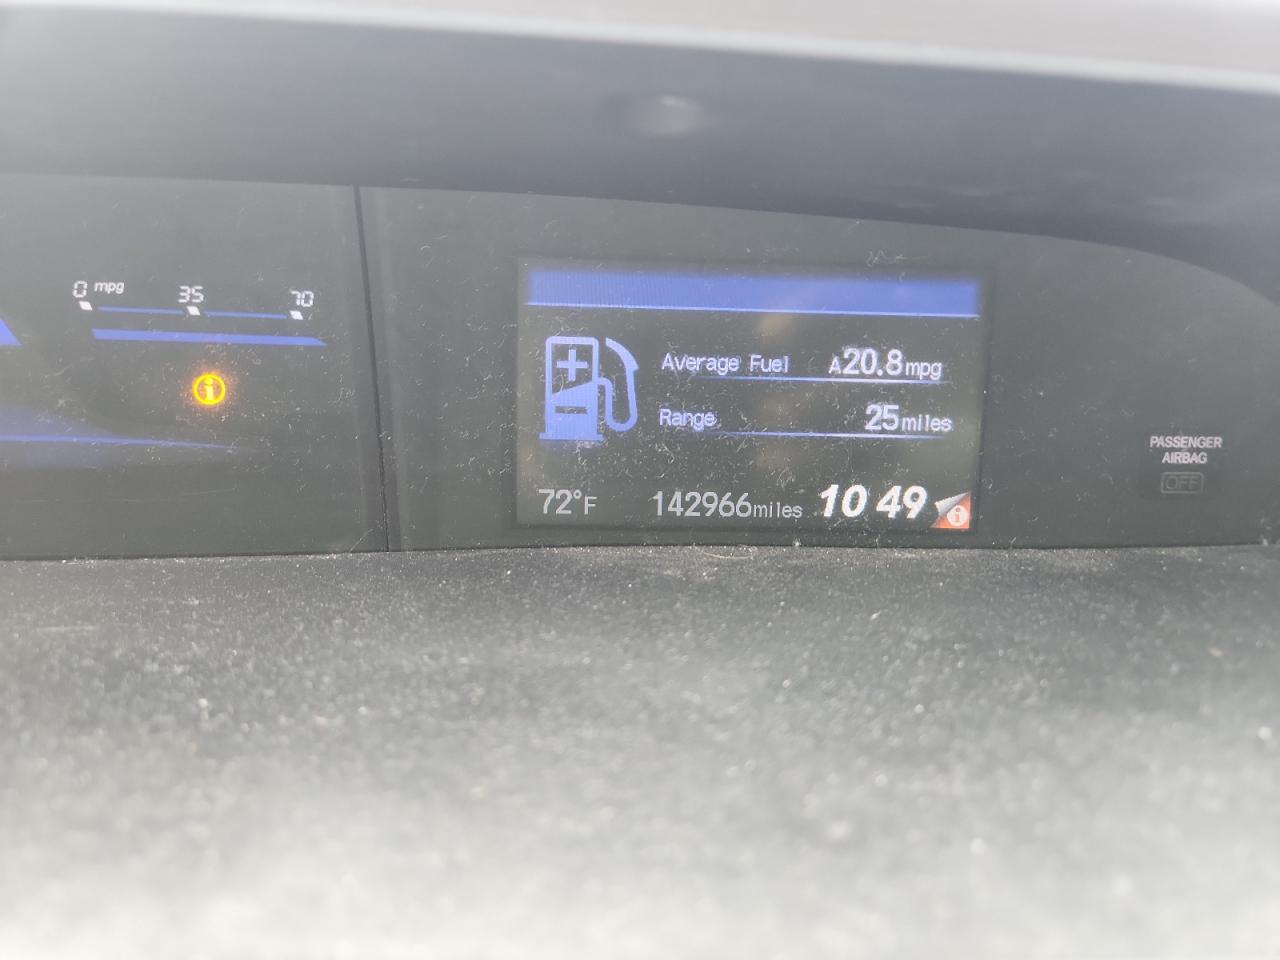 0 mpg 35 70
i
Average Fuel A20.8mpg
Range 25miles
72°F 142966miles 10 49 i
PASSENGER
AIRBAG
OFF